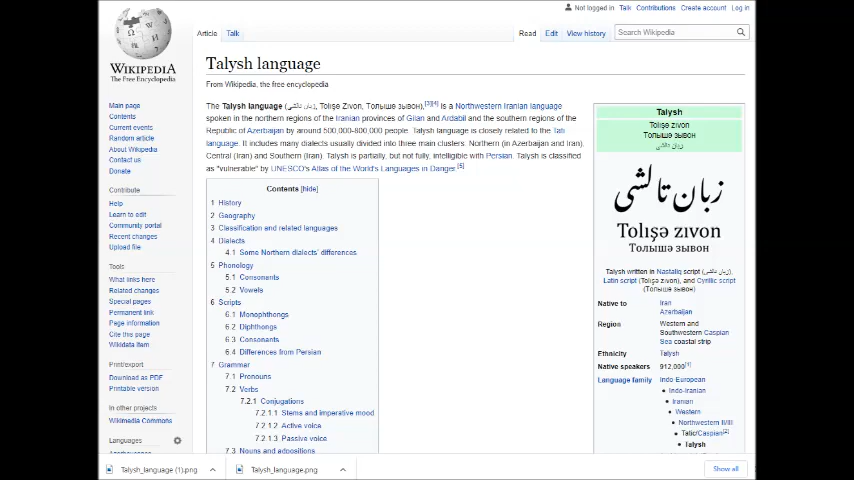 Not logged in Talk Contributions Create account Log in
Article Talk Read Edit View history Search Wikipedia
WIKIPEDIA
The Free Encyclopedia
Main page
Contents
Current events
Random article
About Wikipedia
Contact us
Donate
Contribute
Help
Learn to edit
Community portal
Recent changes
Upload file
Tools
What links here
Related changes
Special pages
Permanent link
Page information
Cite this page
Wikidata item
Print/export
Download as PDF
Printable version
In other projects
Wikimedia Commons
Languages
Talysh language
From Wikipedia, the free encyclopedia
The Talysh language (زبان تالشی, Tolışə Zıvon, Толышә зывон),[3][4] is a Northwestern Iranian language
spoken in the northern regions of the Iranian provinces of Gilan and Ardabil and the southern regions of the
Republic of Azerbaijan by around 500,000-800,000 people. Talysh language is closely related to the Tati
language. It includes many dialects usually divided into three main clusters: Northern (in Azerbaijan and Iran),
Central (Iran) and Southern (Iran). Talysh is partially, but not fully, intelligible with Persian. Talysh is classified
as "vulnerable" by UNESCO's Atlas of the World's Languages in Danger.[5]
Contents [hide]
1 History
2 Geography
3 Classification and related languages
4 Dialects
4.1 Some Northern dialects' differences
5 Phonology
5.1 Consonants
5.2 Vowels
6 Scripts
6.1 Monophthongs
6.2 Diphthongs
6.3 Consonants
6.4 Differences from Persian
7 Grammar
7.1 Pronouns
7.2 Verbs
7.2.1 Conjugations
7.2.1.1 Stems and imperative mood
7.2.1.2 Active voice
7.2.1.3 Passive voice
7.3 Nouns and adpositions
Talysh
Tolışə zıvon
Толышә зывон
زبان تالشی
زبان تالشی
Tolışə zıvon
Толышә зывон
Talysh written in Nastaliq script (زبان تالشی),
Latin script (Tolışə zıvon), and Cyrillic script
(Толышә зывон)
Native to Iran
Azerbaijan
Region Western and
Southwestern Caspian
Sea coastal strip
Ethnicity Talysh
Native speakers 912,000[1]
Language family Indo-European
Indo-Iranian
Iranian
Western
Northwestern II/III
Tatic/Caspian[2]
Talysh
Talysh_language (1).png Talysh_language.png Show all